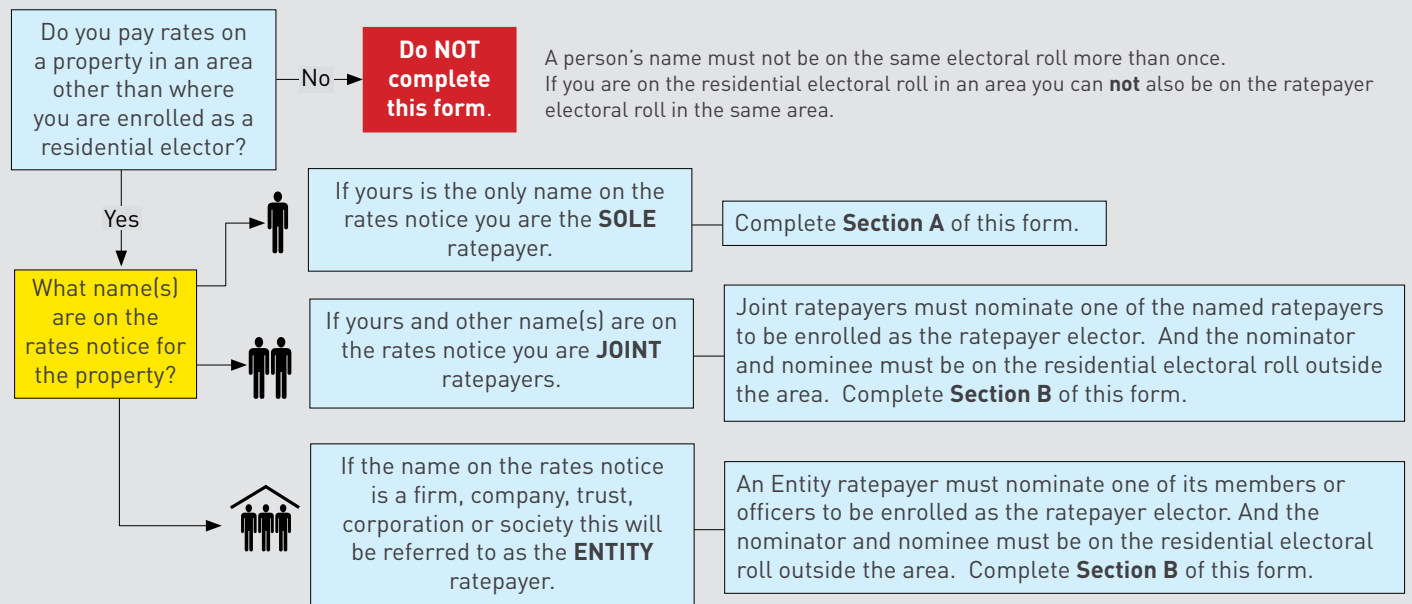 Do you pay rates on
a property in an area
other than where
you are enrolled as a
residential elector?
No
Do NOT
complete
this form.
A person's name must not be on the same electoral roll more than once.
If you are on the residential electoral roll in an area you can not also be on the ratepayer
electoral roll in the same area.
Yes
What name(s)
are on the
rates notice for
the property?
If yours is the only name on the
rates notice you are the SOLE
ratepayer.
Complete Section A of this form.
If yours and other name(s) are on
the rates notice you are JOINT
ratepayers.
Joint ratepayers must nominate one of the named ratepayers
to be enrolled as the ratepayer elector. And the nominator
and nominee must be on the residential electoral roll outside
the area. Complete Section B of this form.
If the name on the rates notice
is a firm, company, trust,
corporation or society this will
be referred to as the ENTITY
ratepayer.
An Entity ratepayer must nominate one of its members or
officers to be enrolled as the ratepayer elector. And the
nominator and nominee must be on the residential electoral
roll outside the area. Complete Section B of this form.